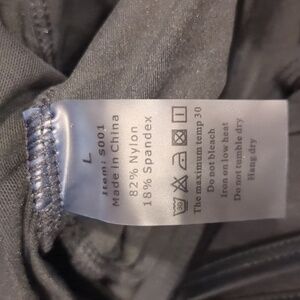 L
Item: S001
Made in China
82% Nylon
18% Spandex
The maximum temp 30
Do not bleach
Iron on low heat
Do not tumble dry
Hang dry